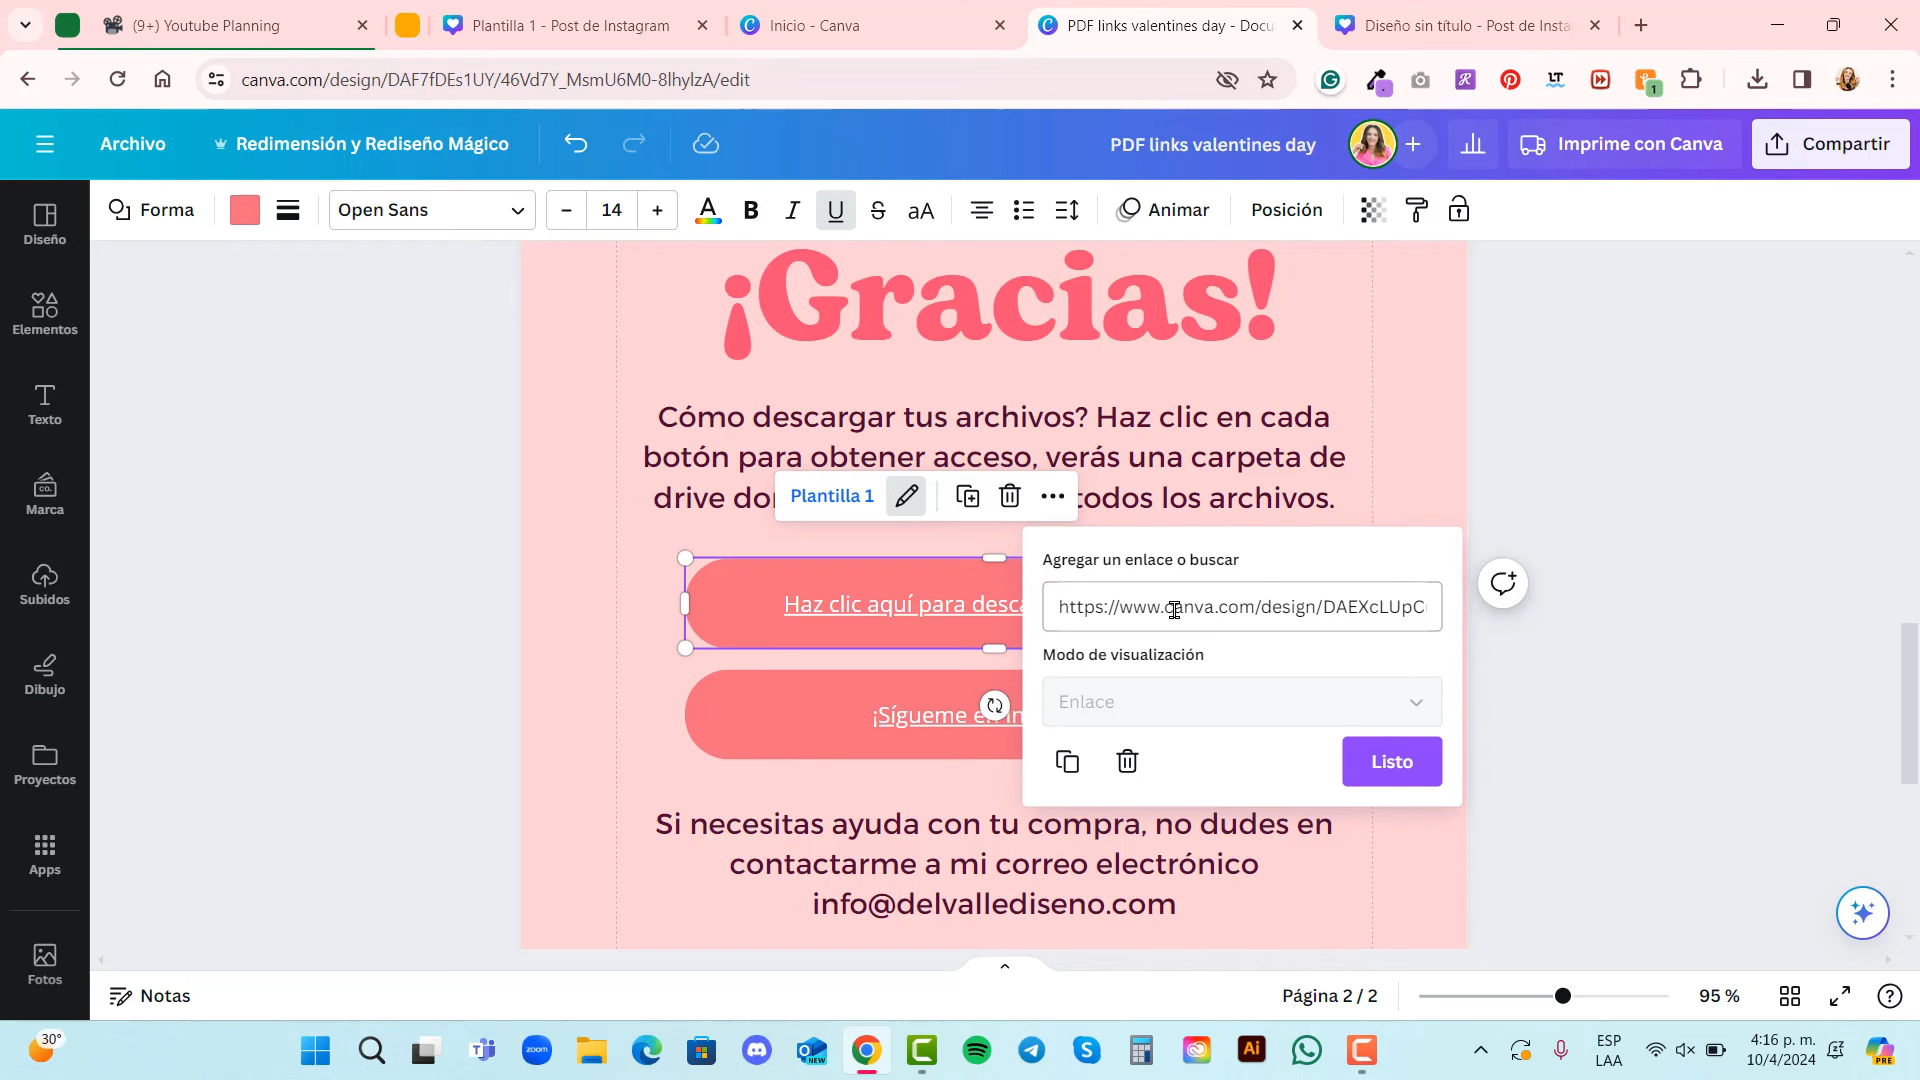 (9+) Youtube Planning
Plantilla 1 - Post de Instagram
Inicio - Canva
PDF links valentines day - Docu
Diseño sin título - Post de Insta
canva.com/design/DAF7fDEs1UY/46Vd7Y_MsmU6M0-8lhylzA/edit
1
Archivo
Redimensión y Rediseño Mágico
PDF links valentines day
Imprime con Canva
Compartir
Forma
Open Sans
14
A
B
I
U
S
aA
Animar
Posición
Diseño
Elementos
Texto
Marca
Subidos
Dibujo
Proyectos
Apps
Fotos
¡Gracias!
Cómo descargar tus archivos? Haz clic en cada
botón para obtener acceso, verás una carpeta de
drive
todos los archivos.
Plantilla 1
Haz clic aquí para desca
¡Sígueme
Agregar un enlace o buscar
https://www.canva.com/design/DAEXcLUpC
Modo de visualización
Enlace
Listo
Si necesitas ayuda con tu compra, no dudes en
contactarme a mi correo electrónico
info@delvallediseno.com
Notas
Página 2 / 2
95 %
30°
zoom
NEW
Ai
ESP
LAA
4:16 p. m.
10/4/2024
PRE